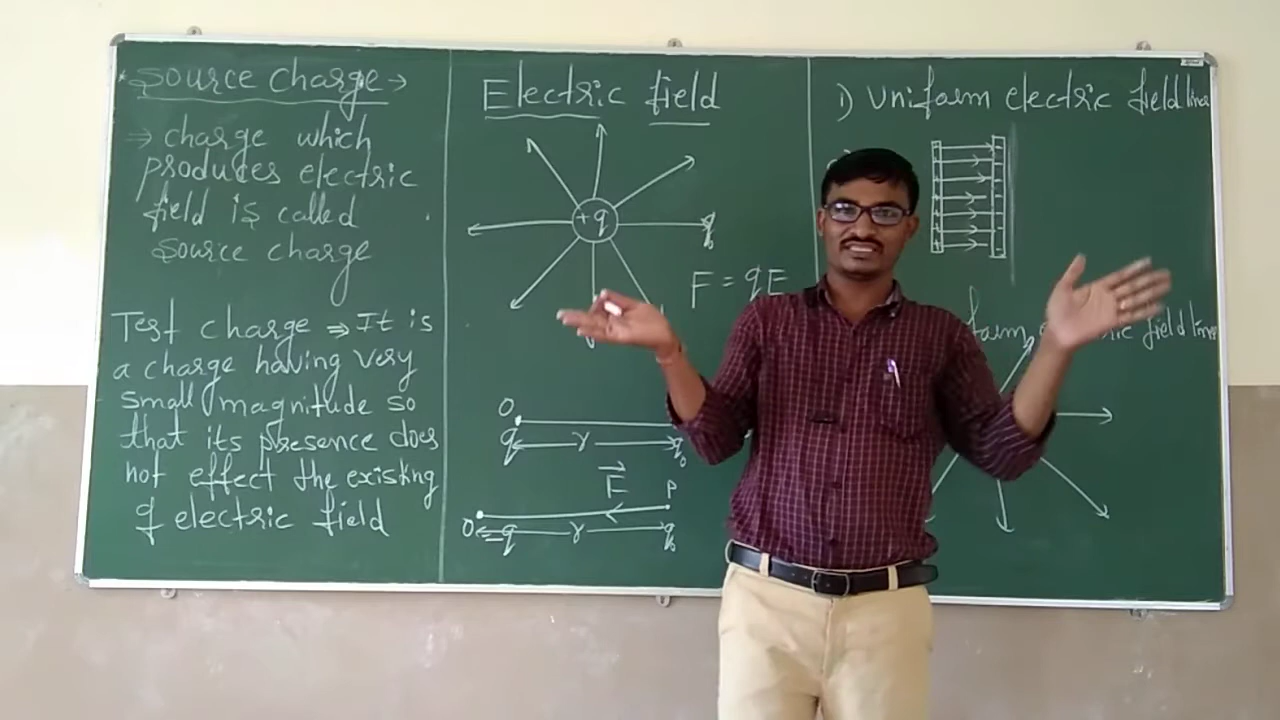 * Source charge →
⇒ charge which
produces electric
field is called
source charge
Test charge ⇒ It is
a charge having very
small magnitude so
that its presence does
not effect the existing
of electric field
Electric field
+q
q₀
F = qE
O
q r q₀
E
P
O -q r q₀
i) Uniform electric field lines
electric field lines